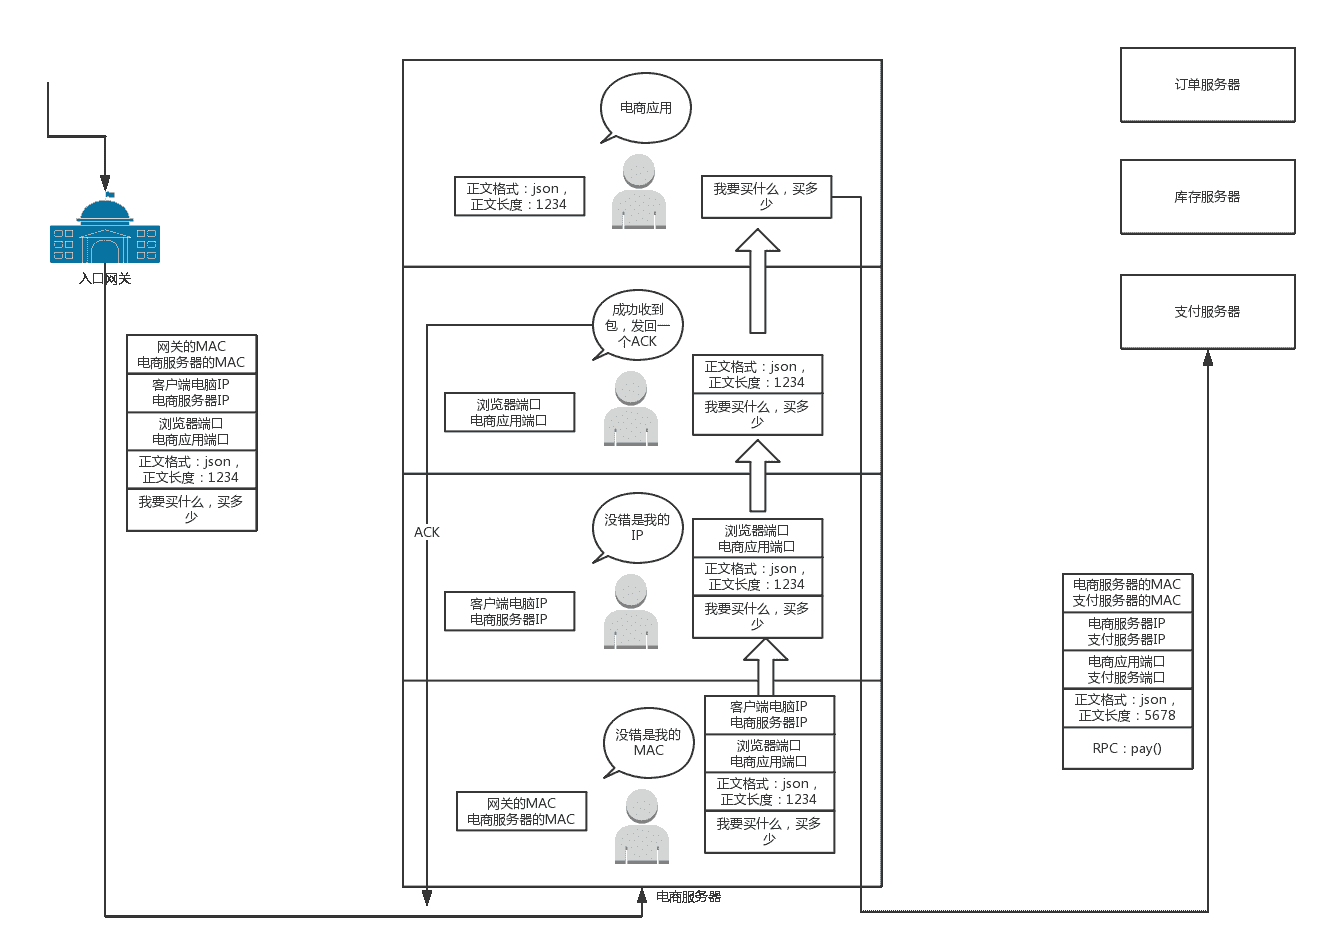 入口网关
网关的MAC
电商服务器的MAC
客户端电脑IP
电商服务器IP
浏览器端口
电商应用端口
正文格式：json，
正文长度：1234
我要买什么，买多
少
电商应用
正文格式：json，
正文长度：1234
我要买什么，买多
少
成功收到
包，发回一
个ACK
浏览器端口
电商应用端口
正文格式：json，
正文长度：1234
我要买什么，买多
少
ACK
没错是我的
IP
客户端电脑IP
电商服务器IP
浏览器端口
电商应用端口
正文格式：json，
正文长度：1234
我要买什么，买多
少
没错是我的
MAC
网关的MAC
电商服务器的MAC
客户端电脑IP
电商服务器IP
浏览器端口
电商应用端口
正文格式：json，
正文长度：1234
我要买什么，买多
少
电商服务器
订单服务器
库存服务器
支付服务器
电商服务器的MAC
支付服务器的MAC
电商服务器IP
支付服务器IP
电商应用端口
支付服务端口
正文格式：json，
正文长度：5678
RPC：pay()